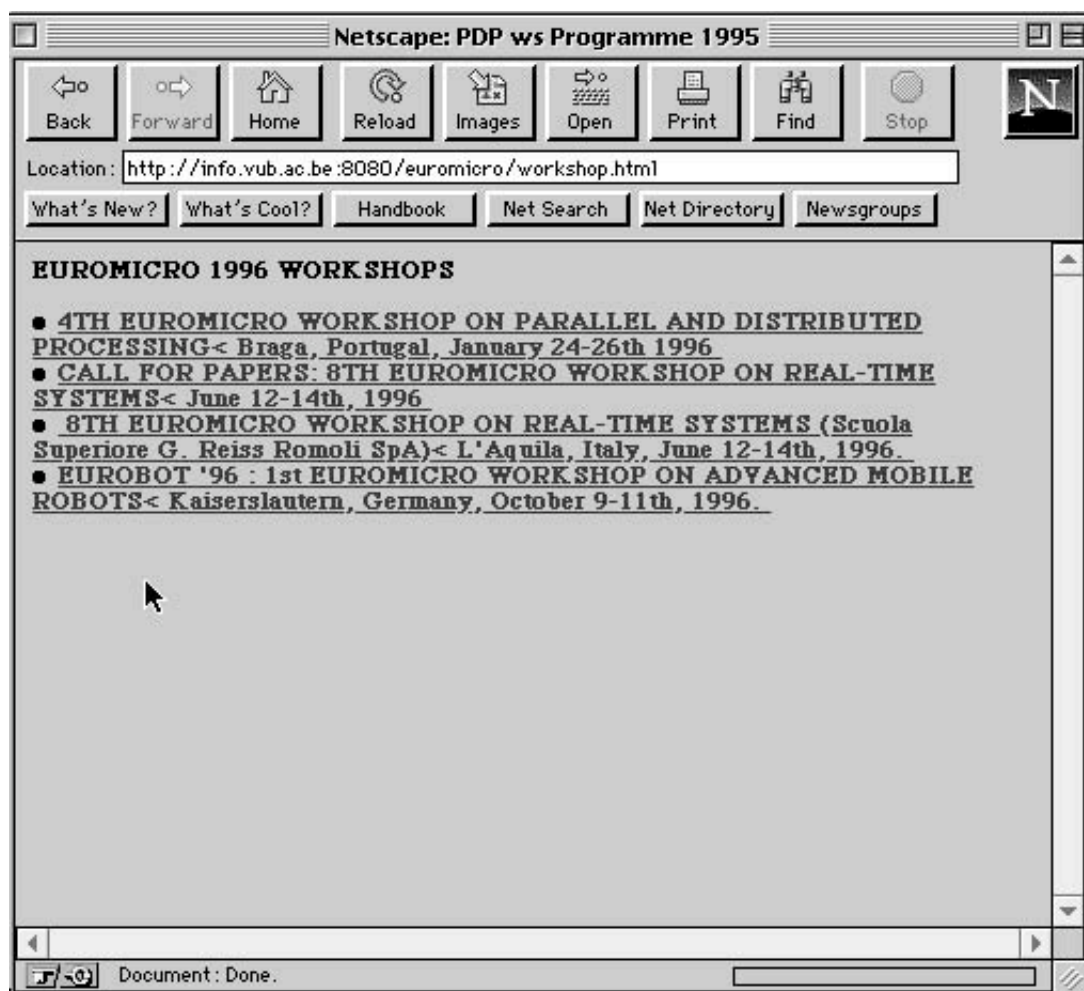 Netscape: PDP ws Programme 1995
Back Forward Home Reload Images Open Print Find Stop
N
Location: http://info.vub.ac.be:8080/euromicro/workshop.html
What's New? What's Cool? Handbook Net Search Net Directory Newsgroups
EUROMICRO 1996 WORKSHOPS
● 4TH EUROMICRO WORKSHOP ON PARALLEL AND DISTRIBUTED
PROCESSING< Braga, Portugal, January 24-26th 1996
● CALL FOR PAPERS: 8TH EUROMICRO WORKSHOP ON REAL-TIME
SYSTEMS< June 12-14th, 1996
● 8TH EUROMICRO WORKSHOP ON REAL-TIME SYSTEMS (Scuola
Superiore G. Reiss Romoli SpA)< L'Aquila, Italy, June 12-14th, 1996.
● EUROBOT '96 : 1st EUROMICRO WORKSHOP ON ADVANCED MOBILE
ROBOTS< Kaiserslautern, Germany, October 9-11th, 1996.
Document: Done.